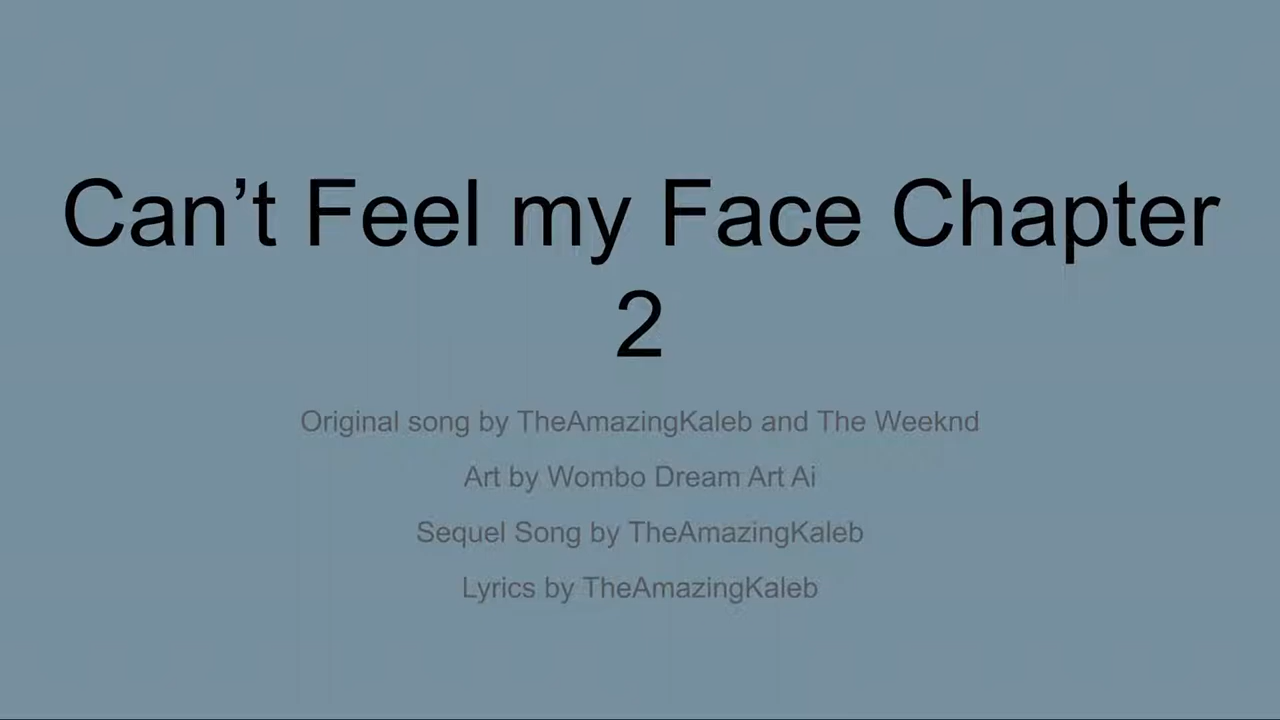 Can’t Feel my Face Chapter
2
Original song by TheAmazingKaleb and The Weeknd
Art by Wombo Dream Art Ai
Sequel Song by TheAmazingKaleb
Lyrics by TheAmazingKaleb